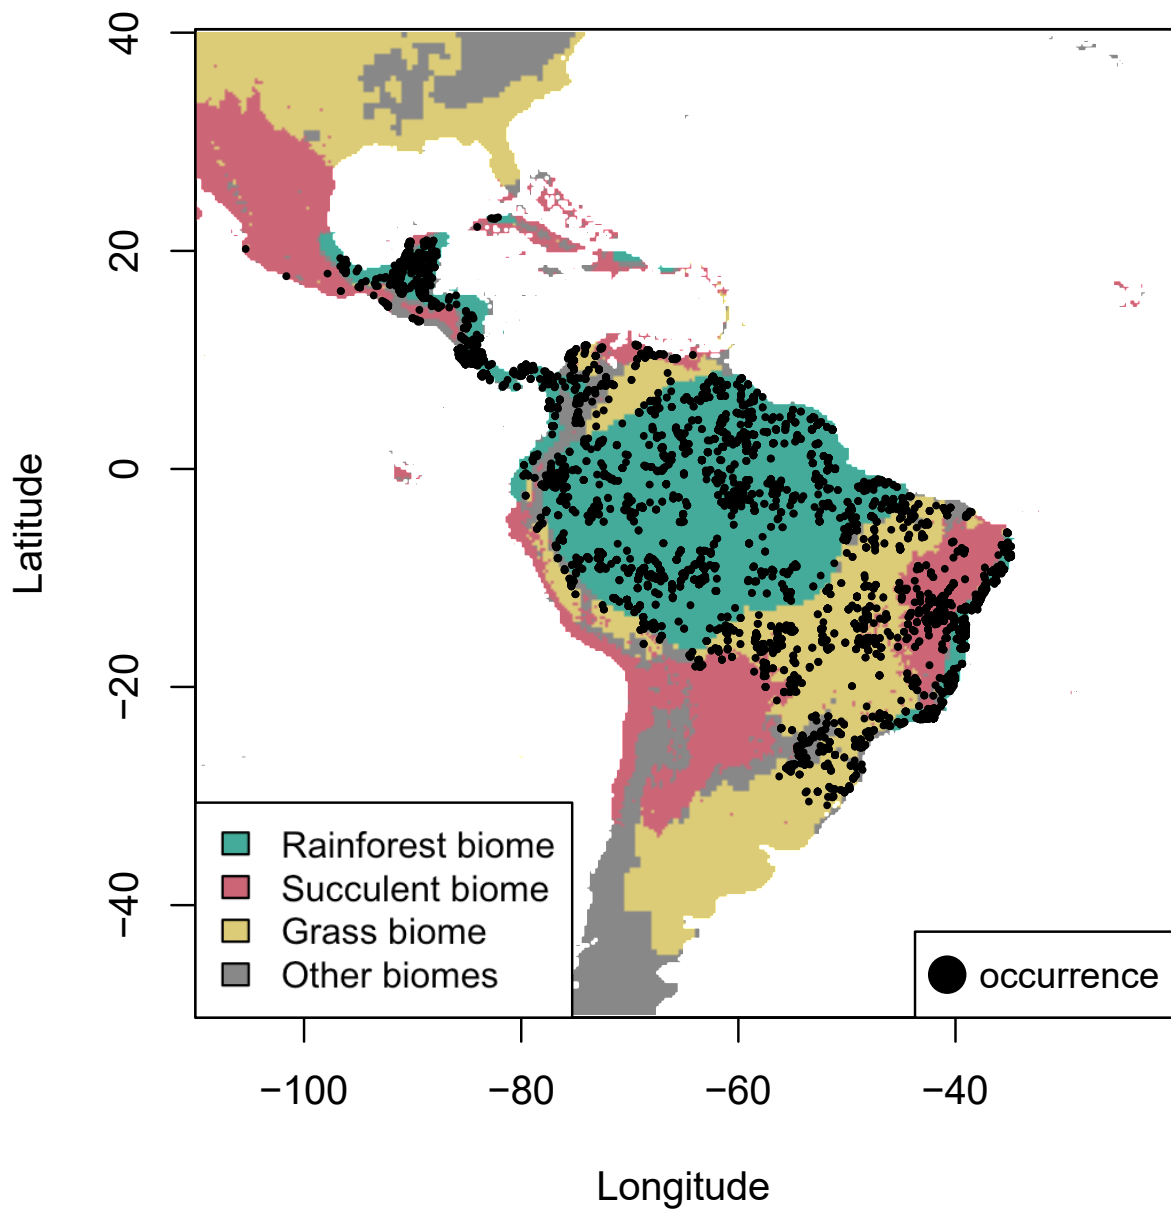 40
20
0
−20
−40
Latitude
Rainforest biome
Succulent biome
Grass biome
Other biomes
occurrence
−100
−80
−60
−40
Longitude